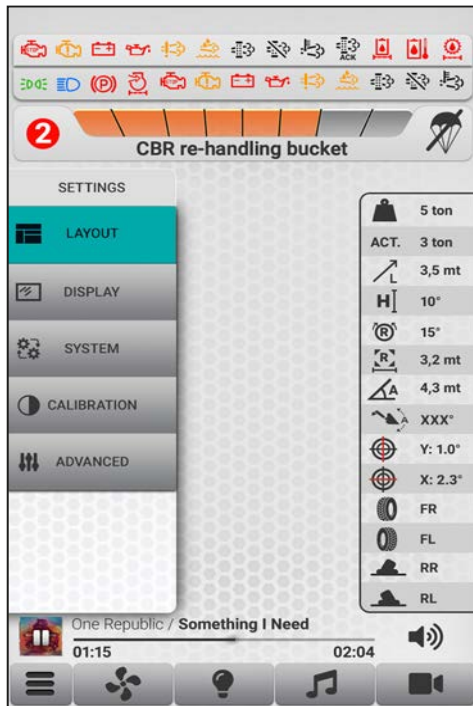 STOP
ACK
P
2
CBR re-handling bucket
SETTINGS
LAYOUT
DISPLAY
SYSTEM
CALIBRATION
ADVANCED
5 ton
ACT. 3 ton
L 3,5 mt
H 10°
R 15°
R 3,2 mt
A 4,3 mt
A XXX°
Y: 1.0°
X: 2.3°
FR
FL
RR
RL
One Republic / Something I Need
01:15 02:04